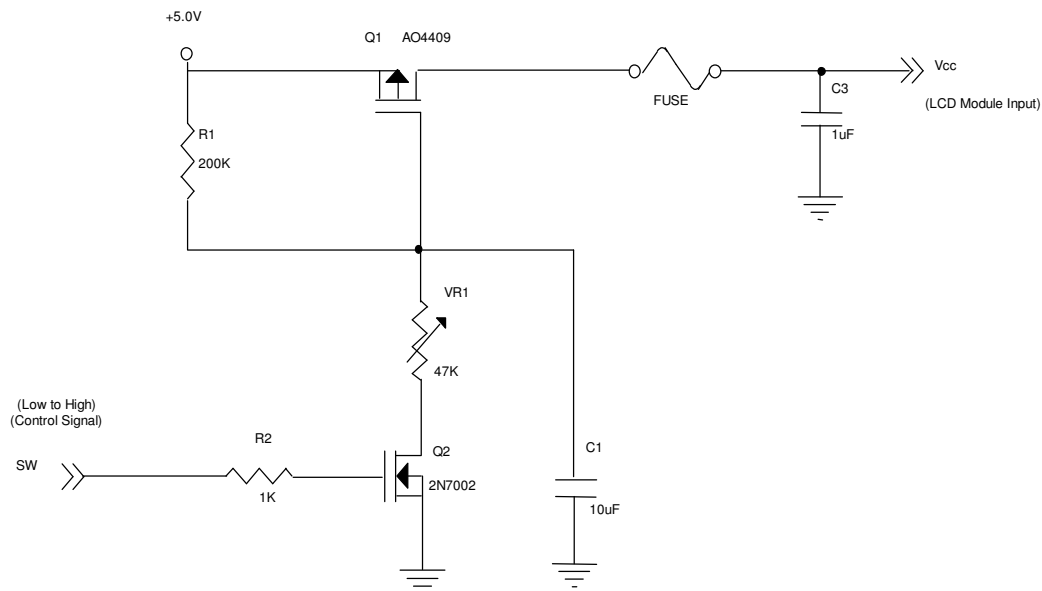 +5.0V
Q1 AO4409
Vcc
FUSE
C3
(LCD Module Input)
R1
1uF
200K
VR1
47K
(Low to High)
(Control Signal)
R2
Q2
C1
SW
2N7002
1K
10uF